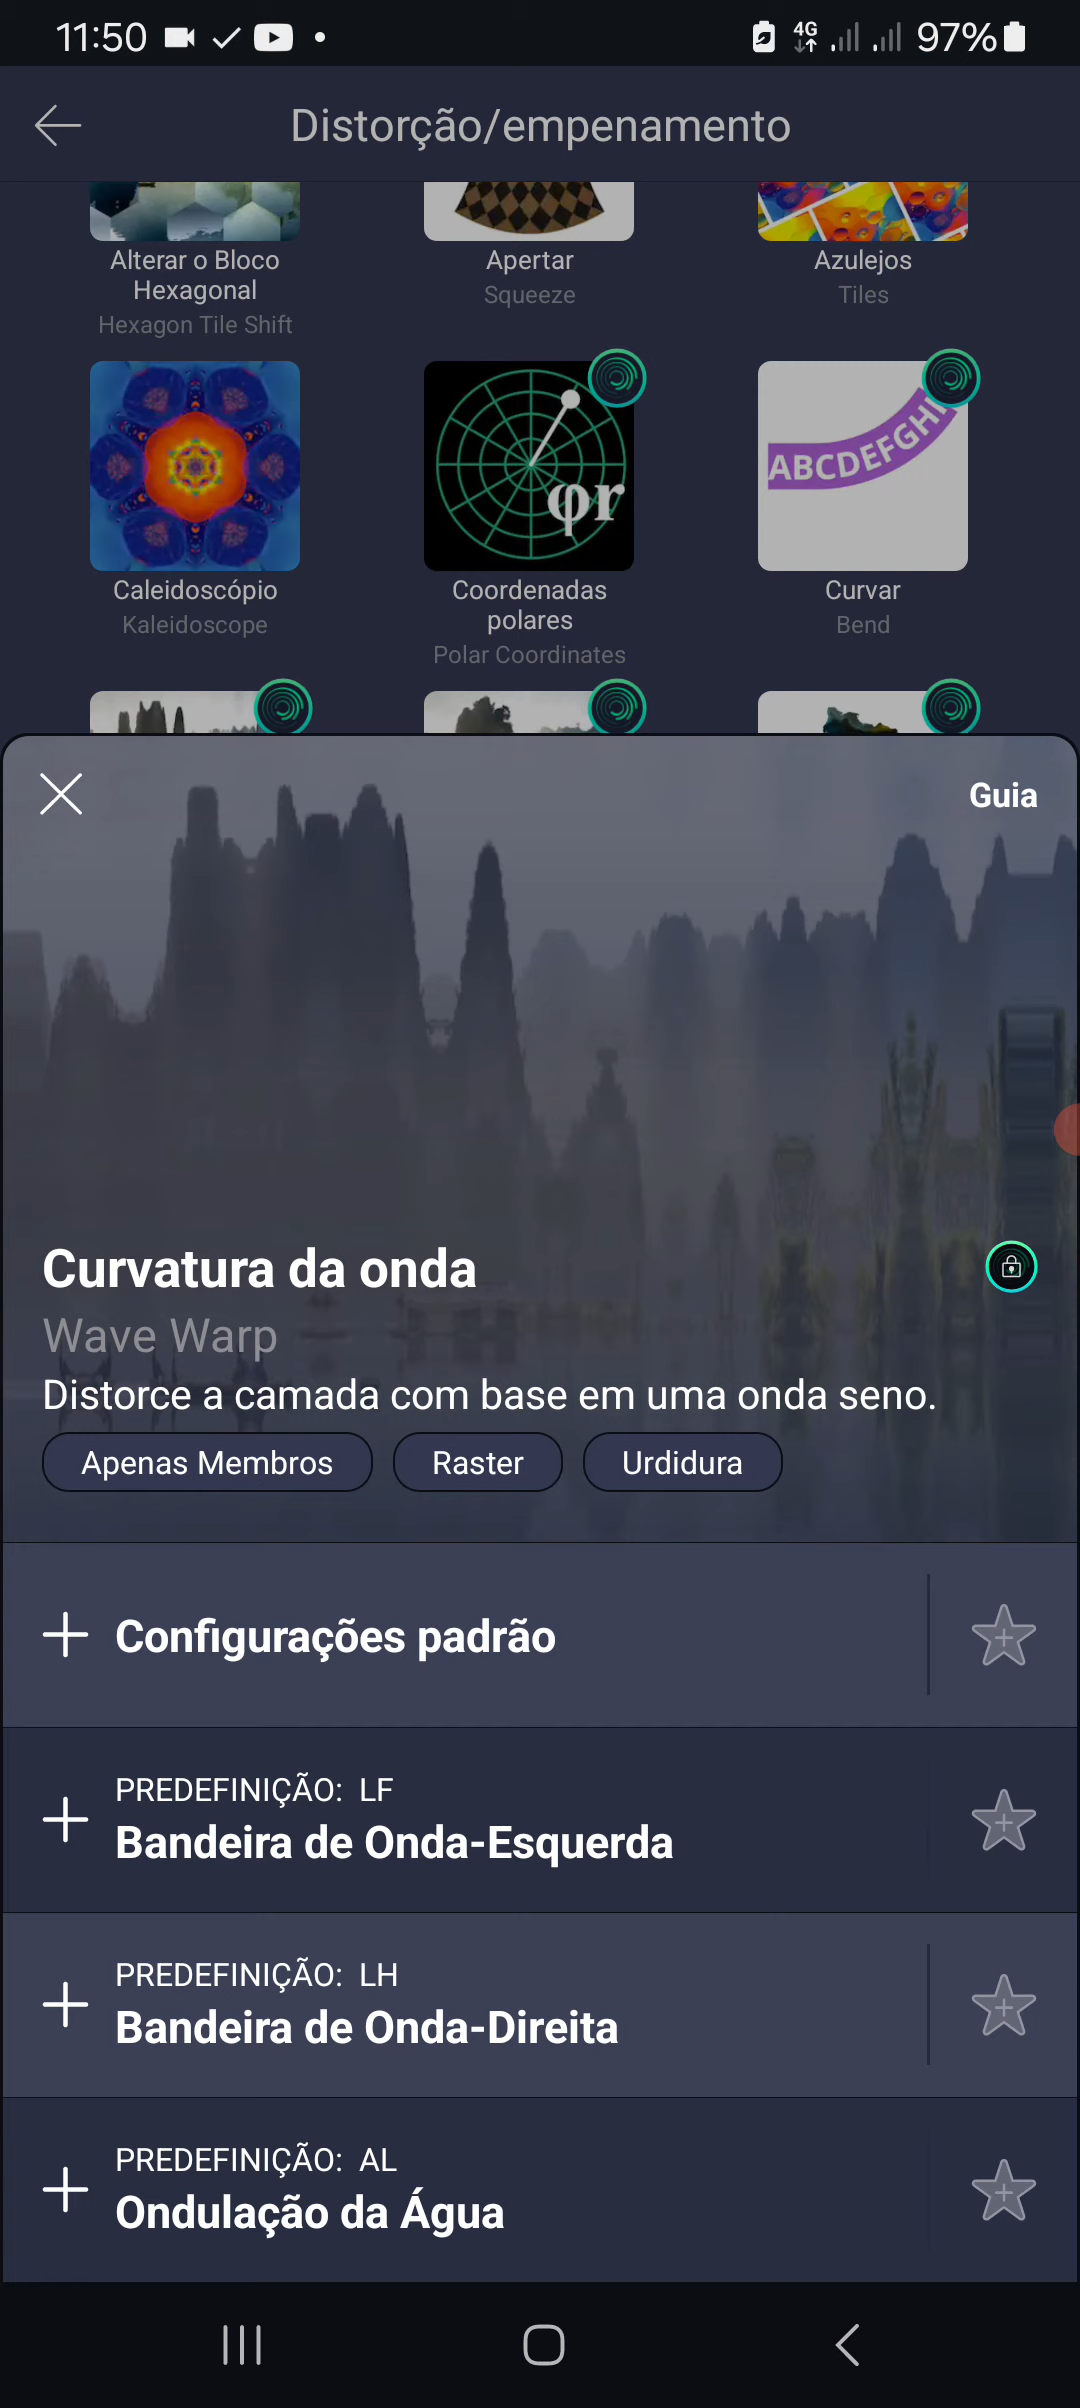 11:50
4G
97%
Distorção/empenamento
Alterar o Bloco
Hexagonal
Hexagon Tile Shift
Apertar
Squeeze
Azulejos
Tiles
φr
ABCDEFGHI
Caleidoscópio
Kaleidoscope
Coordenadas
polares
Polar Coordinates
Curvar
Bend
Guia
Curvatura da onda
Wave Warp
Distorce a camada com base em uma onda seno.
Apenas Membros
Raster
Urdidura
Configurações padrão
PREDEFINIÇÃO: LF
Bandeira de Onda-Esquerda
PREDEFINIÇÃO: LH
Bandeira de Onda-Direita
PREDEFINIÇÃO: AL
Ondulação da Água